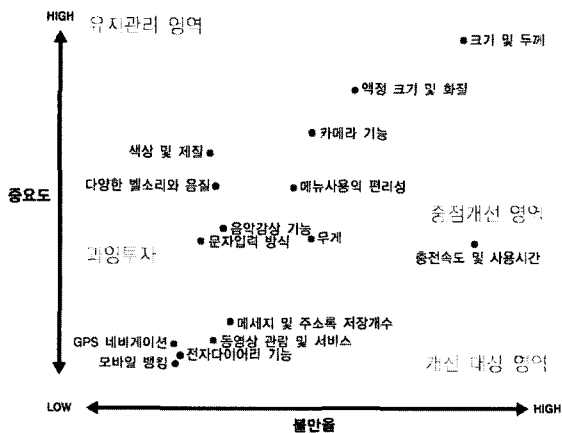 HIGH
유지관리 영역
크기 및 두께
액정 크기 및 화질
카메라 기능
색상 및 재질
다양한 벨소리와 음질
메뉴사용의 편리성
중요도
중점개선 영역
음악감상 기능
문자입력 방식
무게
과잉투자
충전속도 및 사용시간
메세지 및 주소록 저장개수
GPS 네비게이션
동영상 관람 및 서비스
전자다이어리 기능
모바일 뱅킹
개선 대상 영역
LOW
HIGH
불만율